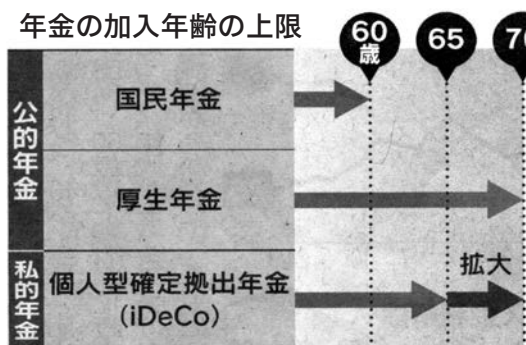 年金の加入年齢の上限
60歳
65
公的年金
国民年金
厚生年金
私的年金
個人型確定拠出年金
(iDeCo)
拡大